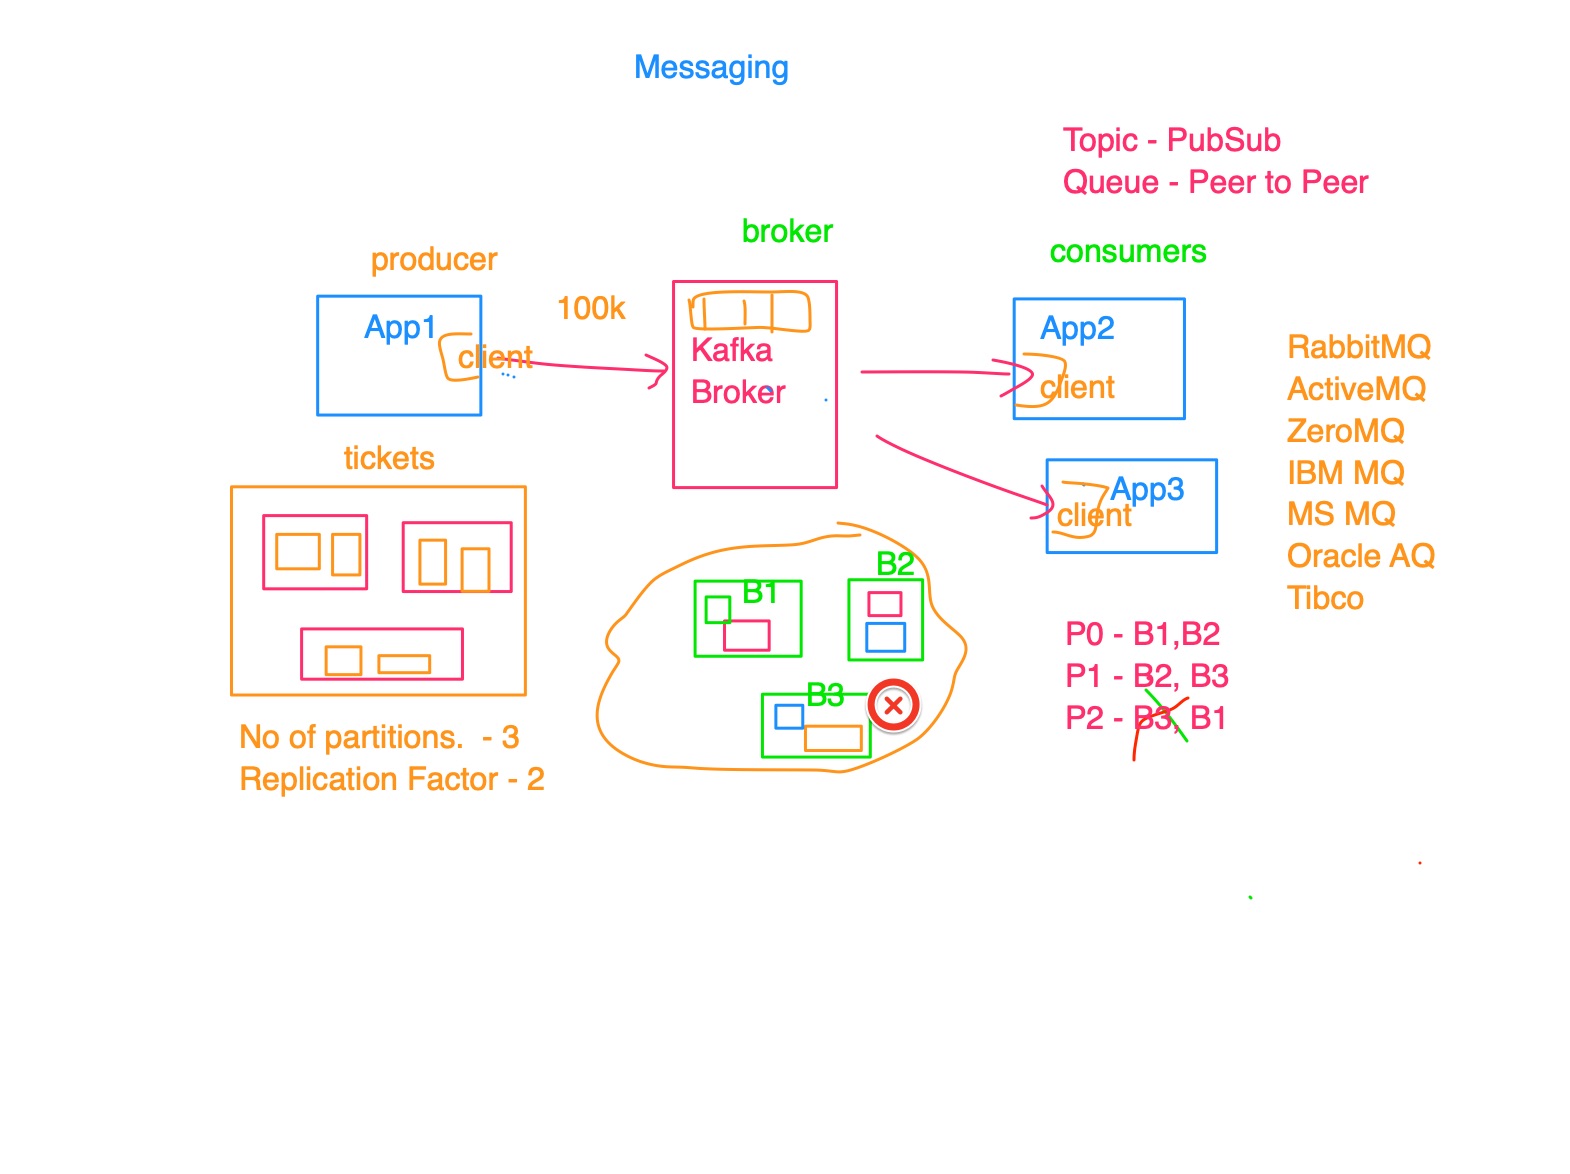 Messaging
Topic - PubSub
Queue - Peer to Peer
broker
producer
consumers
App1
client
100k
Kafka
Broker
App2
client
App3
client
RabbitMQ
ActiveMQ
ZeroMQ
IBM MQ
MS MQ
Oracle AQ
Tibco
tickets
B1
B2
B3
P0 - B1,B2
P1 - B2, B3
P2 - B3, B1
No of partitions.  - 3
Replication Factor - 2